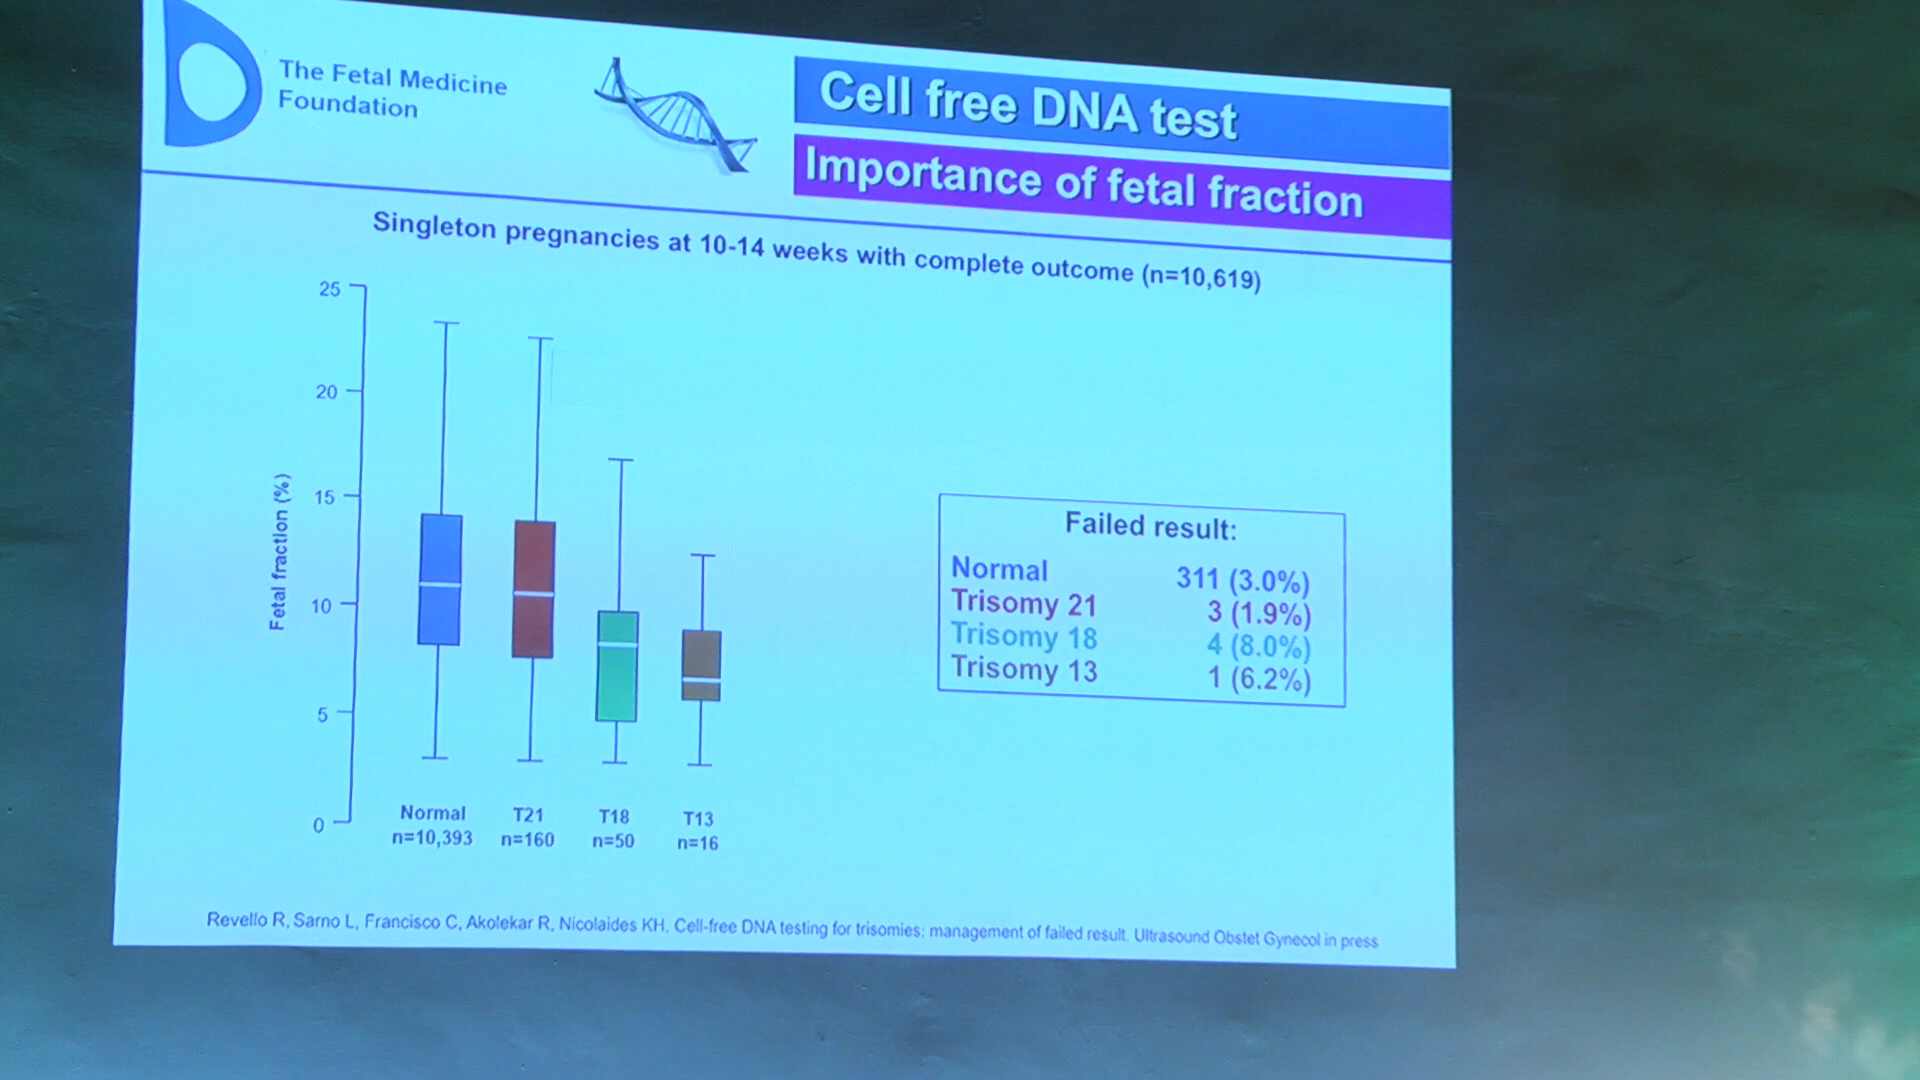 The Fetal Medicine
Foundation
Cell free DNA test
Importance of fetal fraction
Singleton pregnancies at 10-14 weeks with complete outcome (n=10,619)
25
20
15
10
5
0
Fetal fraction (%)
Normal
n=10,393
T21
n=160
T18
n=50
T13
n=16
Failed result:
Normal 311 (3.0%)
Trisomy 21 3 (1.9%)
Trisomy 18 4 (8.0%)
Trisomy 13 1 (6.2%)
Revello R, Sarno L, Francisco C, Akolekar R, Nicolaides KH. Cell-free DNA testing for trisomies: management of failed result. Ultrasound Obstet Gynecol in press